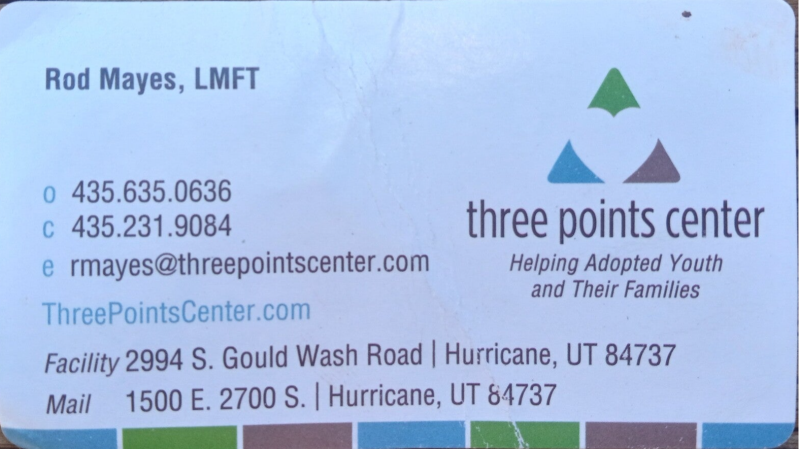 Rod Mayes, LMFT
o 435.635.0636
c 435.231.9084
e rmayes@threepointscenter.com
ThreePointsCenter.com
three points center
Helping Adopted Youth
and Their Families
Facility 2994 S. Gould Wash Road | Hurricane, UT 84737
Mail 1500 E. 2700 S. | Hurricane, UT 84737